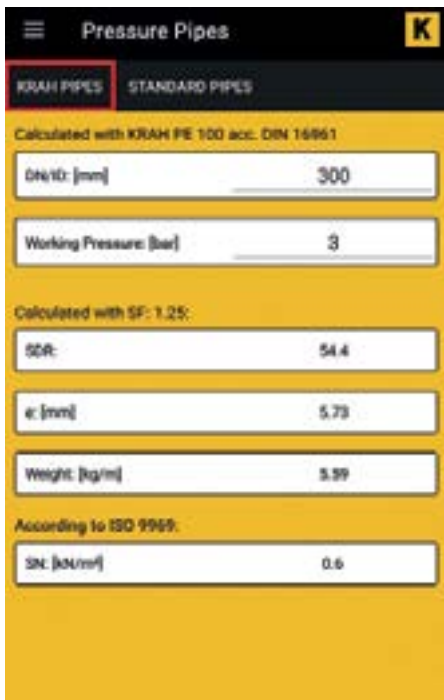 Pressure Pipes
K
KRAH PIPES STANDARD PIPES
Calculated with KRAH PE 100 acc. DIN 16961
DN/ID: [mm] 300
Working Pressure: [bar] 3
Calculated with SF: 1.25:
SDR: 54.4
e: [mm] 5.73
Weight: [kg/m] 5.59
According to ISO 9969:
SN: [kN/m²] 0.6